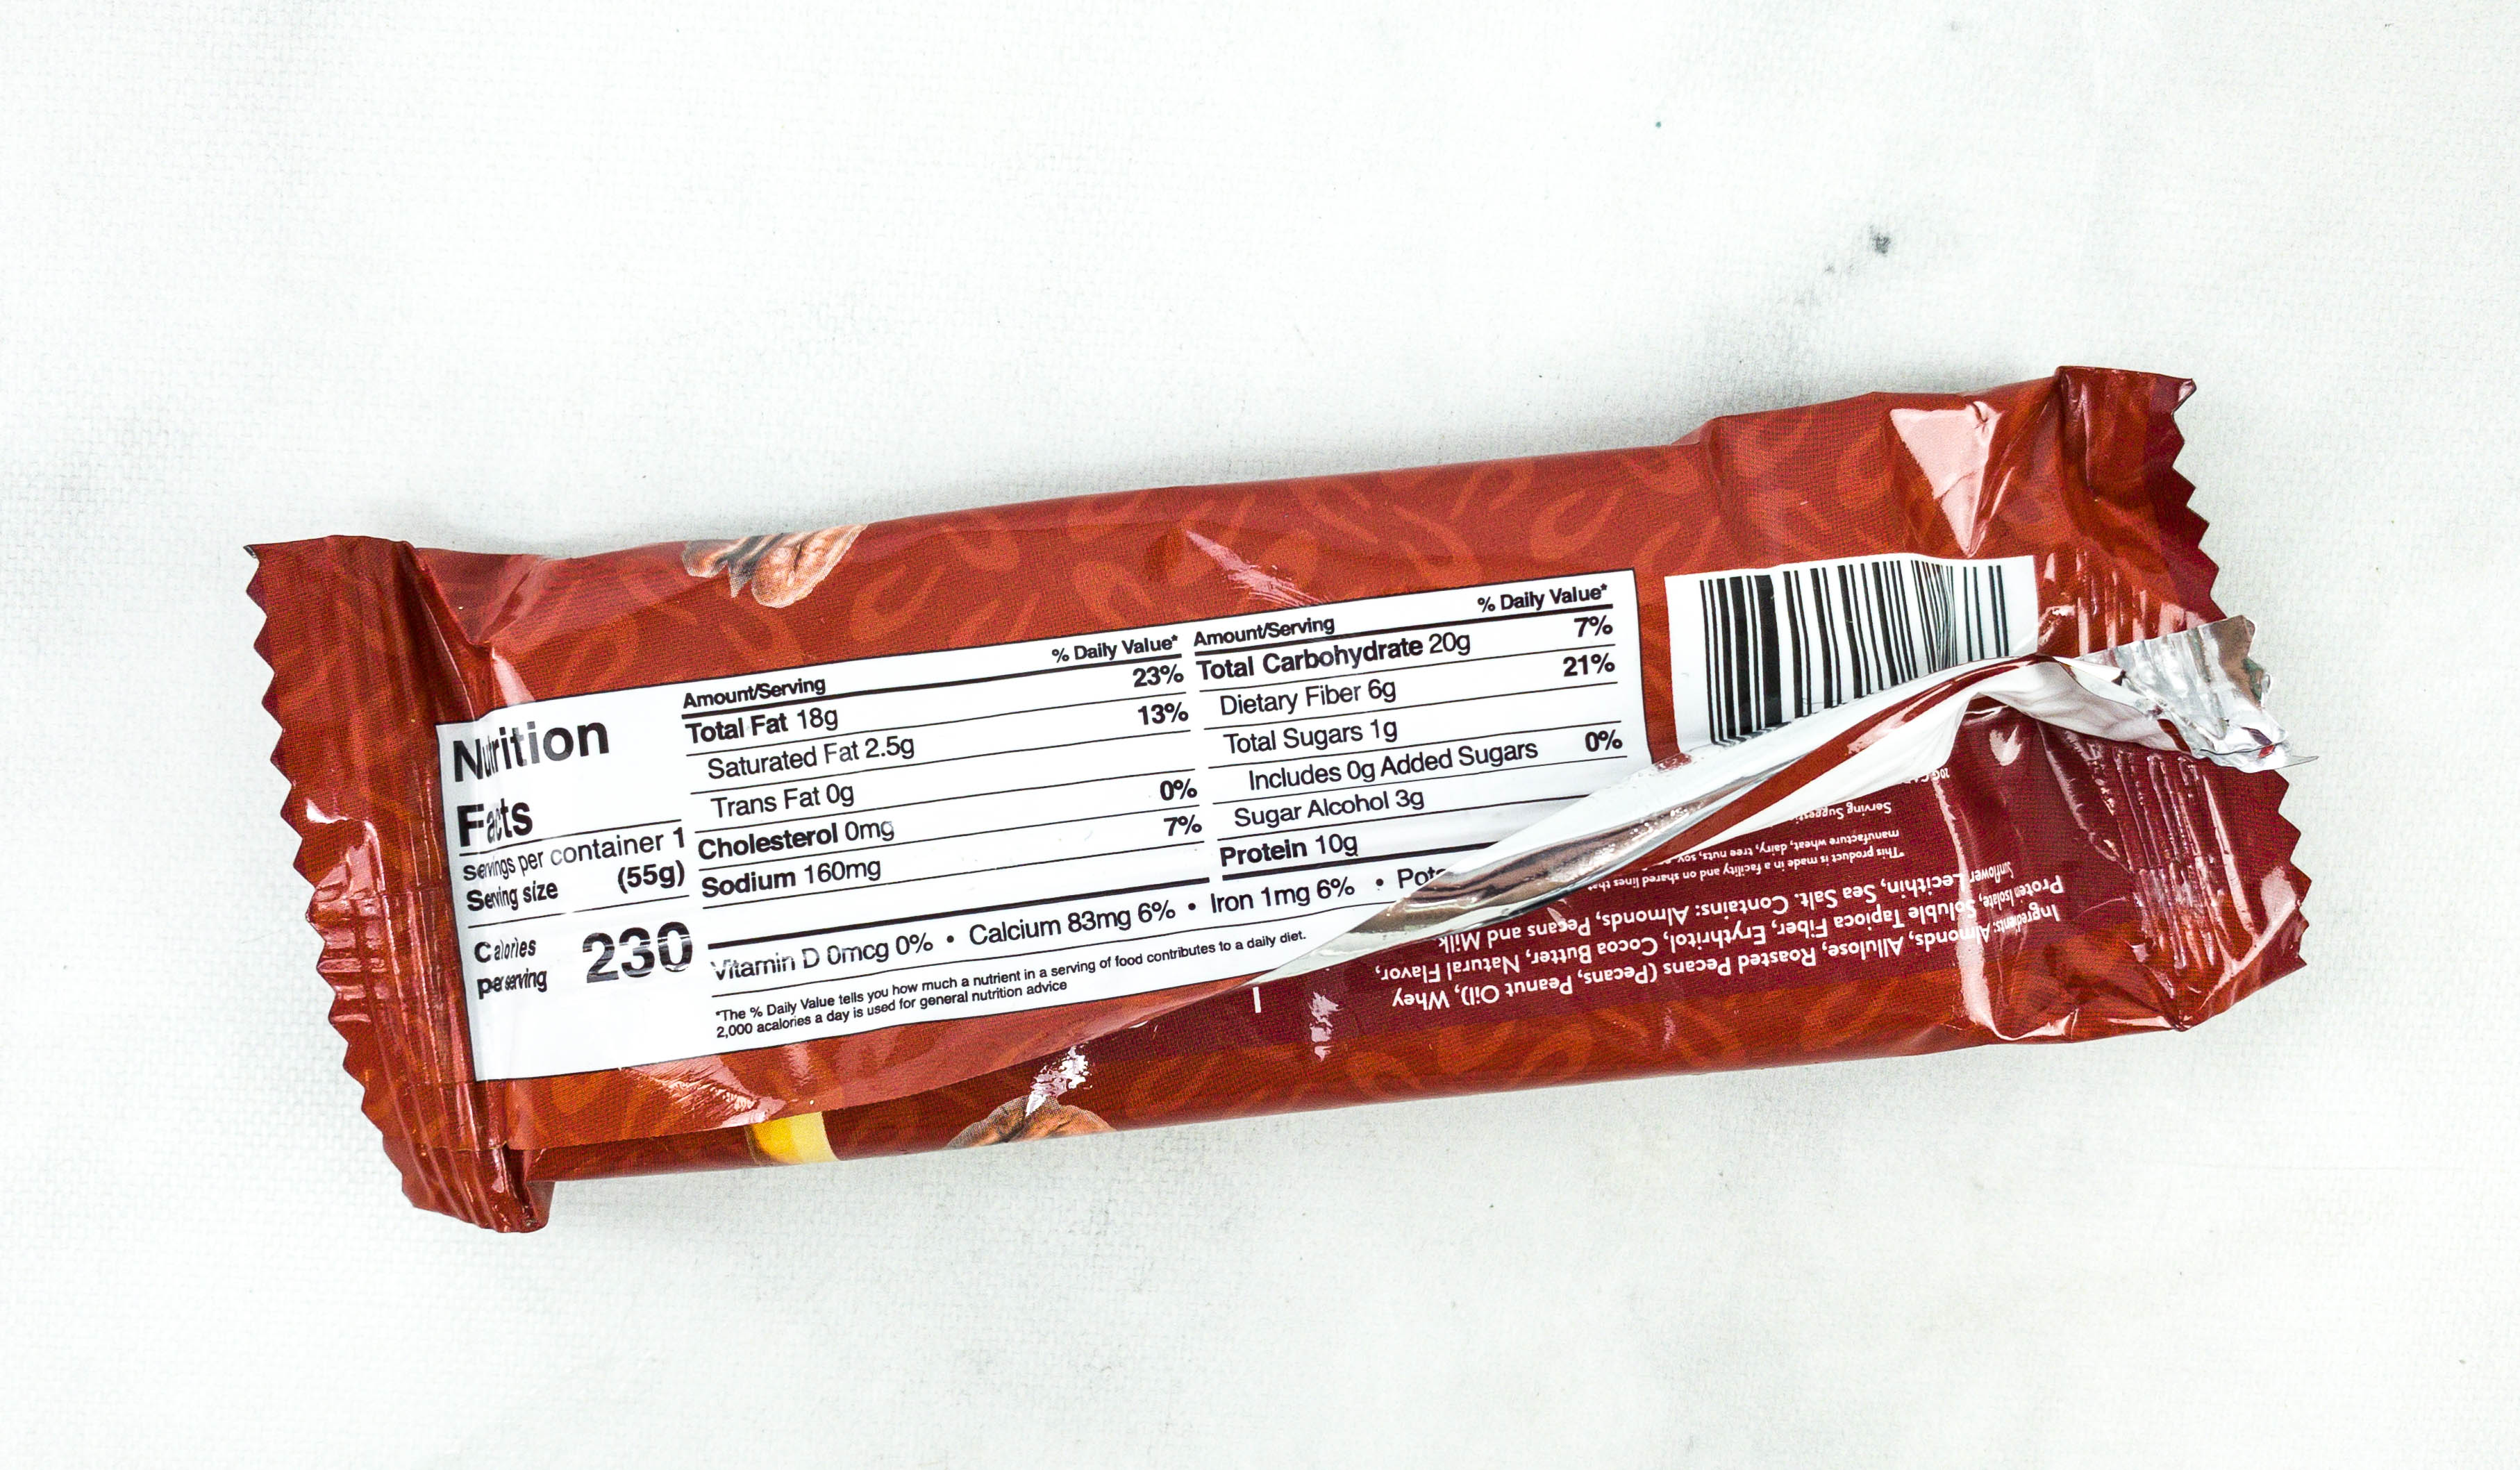 Nutrition
Facts
Servings per container 1
Serving size (55g)
Calories
per serving 230
Amount/Serving % Daily Value*
Total Fat 18g 23%
Saturated Fat 2.5g 13%
Trans Fat 0g
Cholesterol 0mg 0%
Sodium 160mg 7%
Amount/Serving % Daily Value*
Total Carbohydrate 20g 7%
Dietary Fiber 6g 21%
Total Sugars 1g
Includes 0g Added Sugars 0%
Sugar Alcohol 3g
Protein 10g
Vitamin D 0mcg 0% • Calcium 83mg 6% • Iron 1mg 6% • Pot
*The % Daily Value tells you how much a nutrient in a serving of food contributes to a daily diet.
2,000 acalories a day is used for general nutrition advice
Ingredients: Almonds, Allulose, Roasted Pecans (Pecans, Peanut Oil), Whey
Protein Isolate, Soluble Tapioca Fiber, Erythritol, Cocoa Butter, Natural Flavor,
Sunflower Lecithin, Sea Salt. Contains: Almonds, Pecans and Milk
*This product is made in a facility and on shared lines
manufacture wheat, dairy, tree nuts, soy
Serving